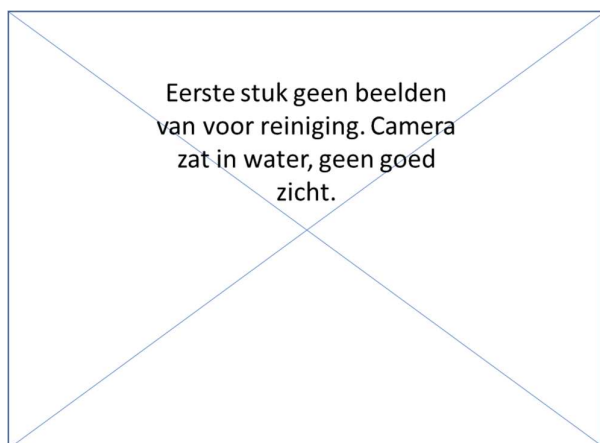 Eerste stuk geen beelden
van voor reiniging. Camera
zat in water, geen goed
zicht.